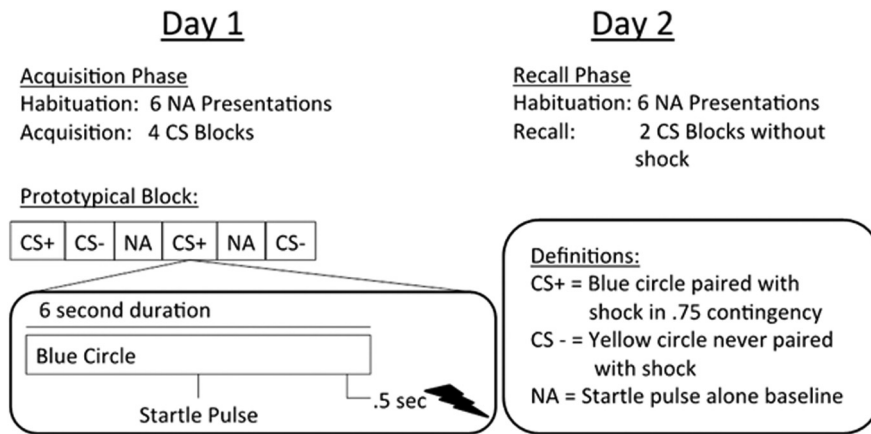 Day 1
Acquisition Phase
Habituation: 6 NA Presentations
Acquisition: 4 CS Blocks
Prototypical Block:
CS+ CS- NA CS+ NA CS-
6 second duration
Blue Circle
Startle Pulse
.5 sec
Day 2
Recall Phase
Habituation: 6 NA Presentations
Recall: 2 CS Blocks without
shock
Definitions:
CS+ = Blue circle paired with
shock in .75 contingency
CS - = Yellow circle never paired
with shock
NA = Startle pulse alone baseline